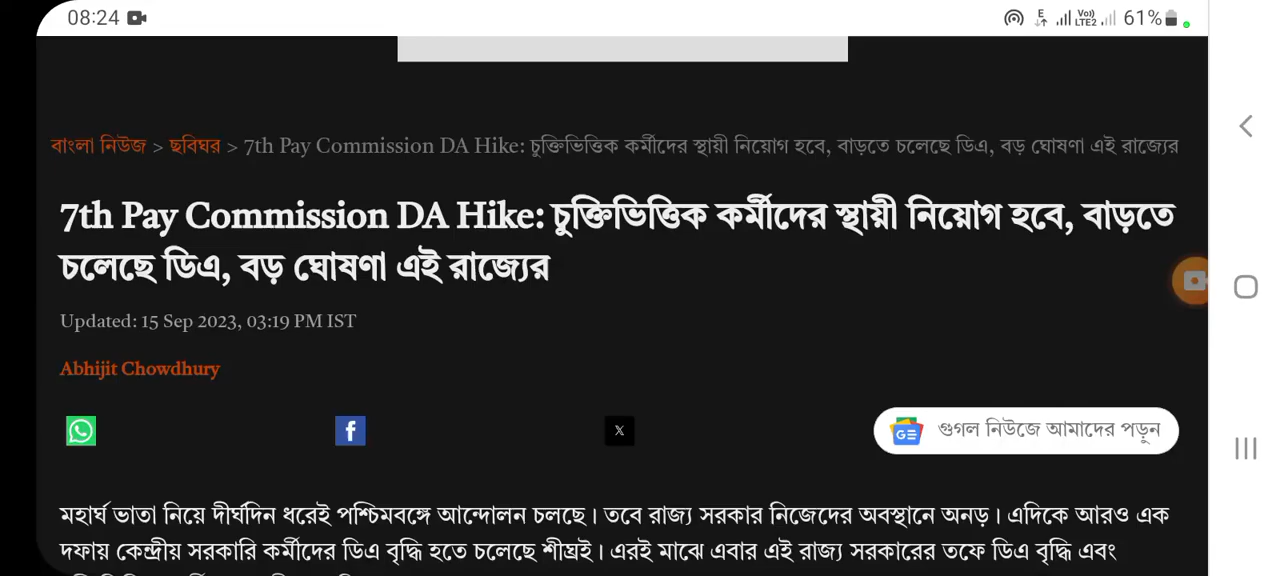 08:24
E Vo) LTE2 61%
বাংলা নিউজ > ছবিঘর > 7th Pay Commission DA Hike: চুক্তিভিত্তিক কর্মীদের স্থায়ী নিয়োগ হবে, বাড়তে চলেছে ডিএ, বড় ঘোষণা এই রাজ্যের
7th Pay Commission DA Hike: চুক্তিভিত্তিক কর্মীদের স্থায়ী নিয়োগ হবে, বাড়তে
চলেছে ডিএ, বড় ঘোষণা এই রাজ্যের
Updated: 15 Sep 2023, 03:19 PM IST
Abhijit Chowdhury
গুগল নিউজে আমাদের পড়ুন
মহার্ঘ ভাতা নিয়ে দীর্ঘদিন ধরেই পশ্চিমবঙ্গে আন্দোলন চলছে। তবে রাজ্য সরকার নিজেদের অবস্থানে অনড়। এদিকে আরও এক
দফায় কেন্দ্রীয় সরকারি কর্মীদের ডিএ বৃদ্ধি হতে চলেছে শীঘ্রই। এরই মাঝে এবার এই রাজ্য সরকারের তফে ডিএ বৃদ্ধি এবং